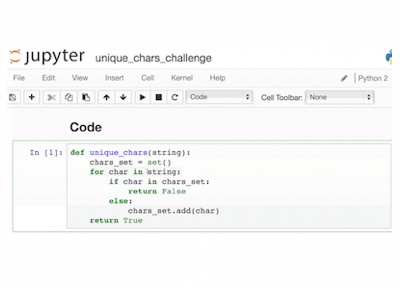 jupyter unique_chars_challenge
File Edit View Insert Cell Kernel Help Python 2
Code Cell Toolbar: None
Code
In [1]: def unique_chars(string):
chars_set = set()
for char in string:
if char in chars_set:
return False
else:
chars_set.add(char)
return True